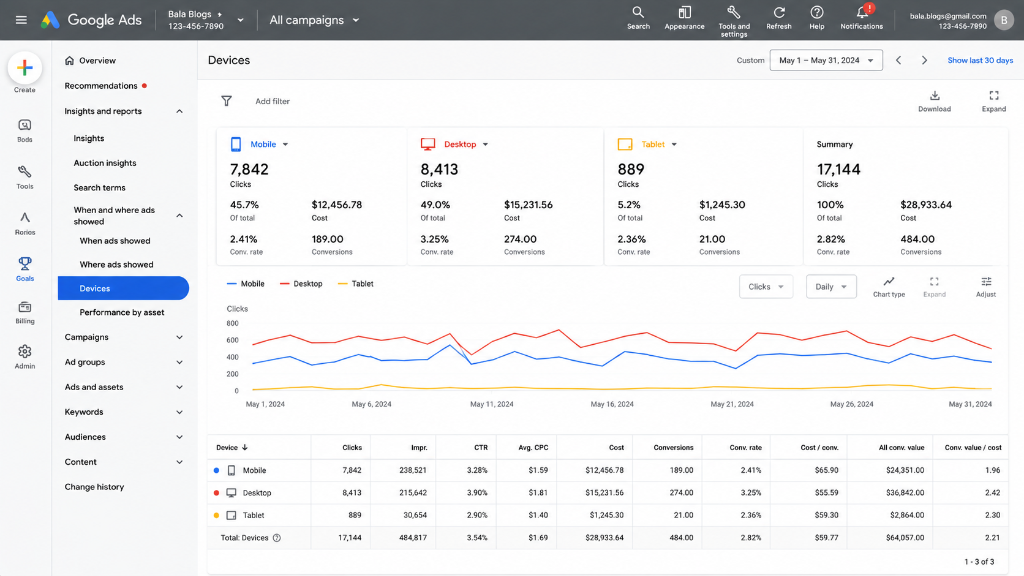 Google Ads
Bala Blogs
123-456-7890
All campaigns
Search
Appearance
Tools and settings
Refresh
Help
!
Notifications
bala.blogs@gmail.com
123-456-7890
B
Create
Bods
Tools
Rories
Goals
Billing
Admin
Overview
Recommendations
Insights and reports
Insights
Auction insights
Search terms
When and where ads showed
When ads showed
Where ads showed
Devices
Performance by asset
Campaigns
Ad groups
Ads and assets
Keywords
Audiences
Content
Change history
Devices
Custom
May 1 – May 31, 2024
Show last 30 days
Add filter
Download
Expand
Mobile
7,842
Clicks
45.7% $12,456.78
Of total Cost
2.41% 189.00
Conv. rate Conversions
Desktop
8,413
Clicks
49.0% $15,231.56
Of total Cost
3.25% 274.00
Conv. rate Conversions
Tablet
889
Clicks
5.2% $1,245.30
Of total Cost
2.36% 21.00
Conv. rate Conversions
Summary
17,144
Clicks
100% $28,933.64
Of total Cost
2.82% 484.00
Conv. rate Conversions
Mobile Desktop Tablet
Clicks
Daily
Chart type
Expand
Adjust
Clicks
800
600
400
200
0
May 1, 2024 May 6, 2024 May 11, 2024 May 16, 2024 May 21, 2024 May 26, 2024 May 31, 2024
Device Clicks Impr. CTR Avg. CPC Cost Conversions Conv. rate Cost / conv. All conv. value Conv. value / cost
Mobile 7,842 238,521 3.28% $1.59 $12,456.78 189.00 2.41% $65.90 $24,351.00 1.96
Desktop 8,413 215,642 3.90% $1.81 $15,231.56 274.00 3.25% $55.59 $36,842.00 2.42
Tablet 889 30,654 2.90% $1.40 $1,245.30 21.00 2.36% $59.30 $2,864.00 2.30
Total: Devices 17,144 484,817 3.54% $1.69 $28,933.64 484.00 2.82% $59.77 $64,057.00 2.21
1 - 3 of 3